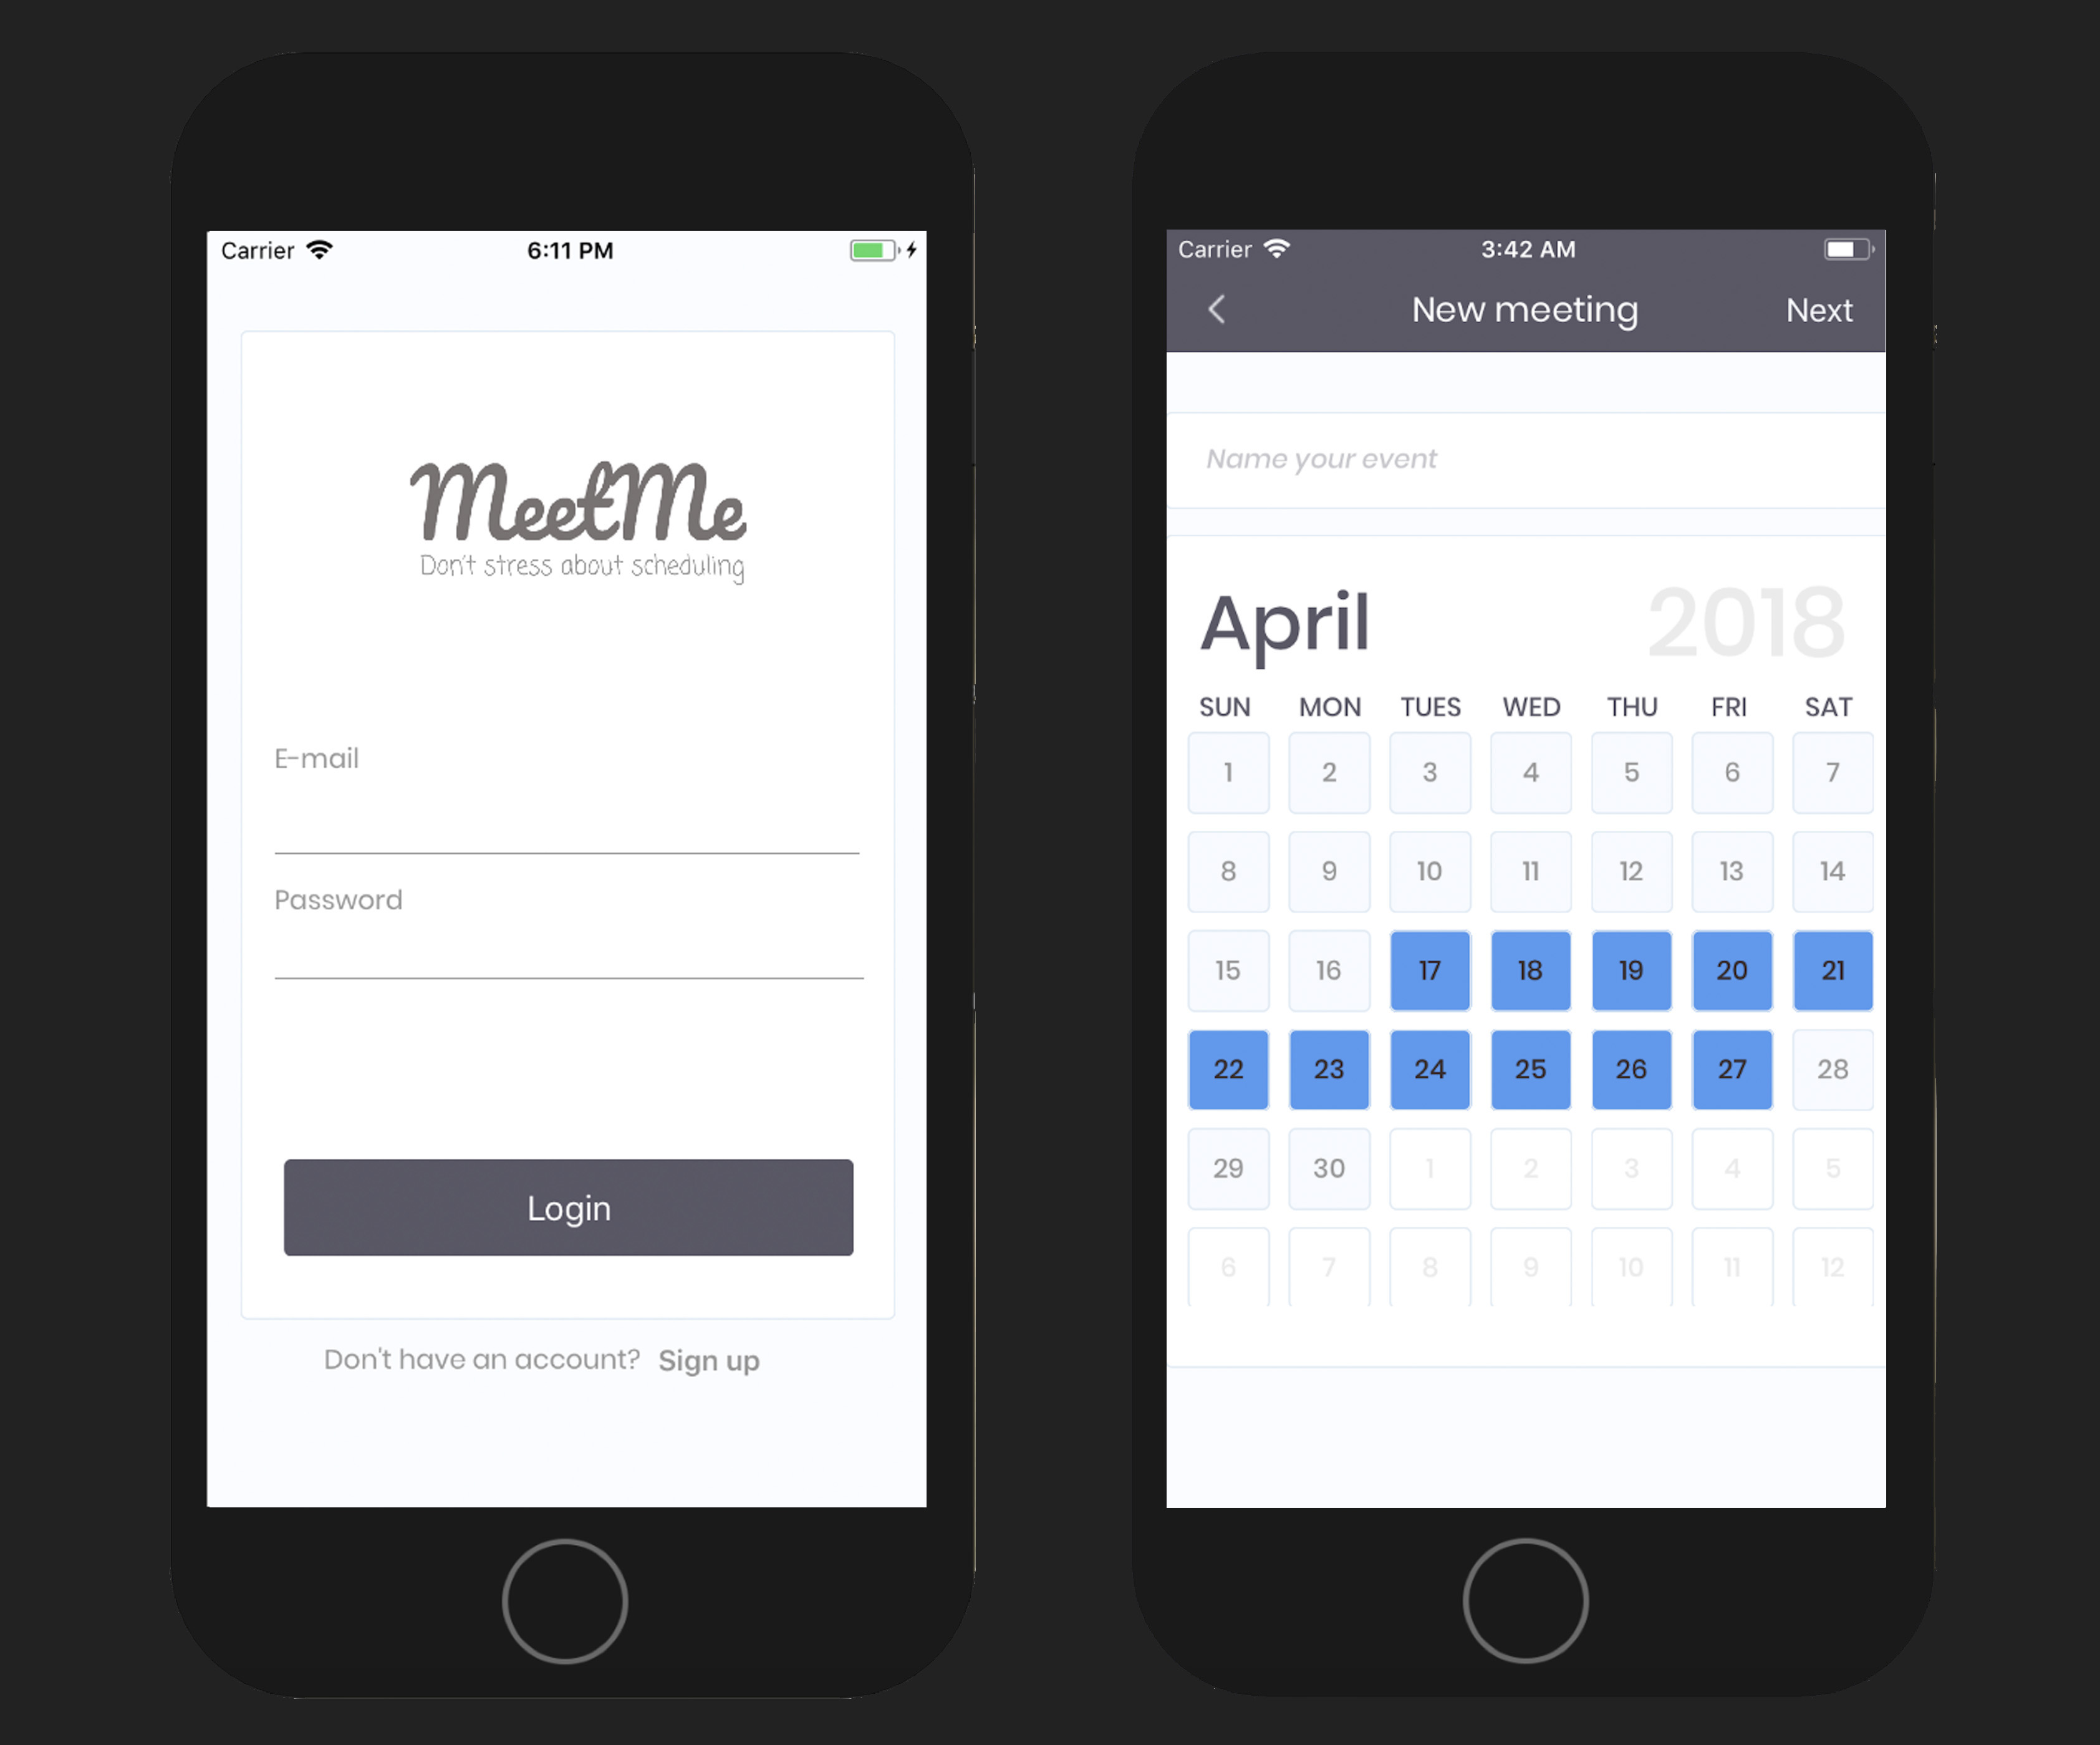 Carrier 6:11 PM
MeetMe
Don't stress about scheduling
E-mail
Password
Login
Don't have an account? Sign up
Carrier 3:42 AM
New meeting Next
Name your event
April 2018
SUN MON TUES WED THU FRI SAT
1 2 3 4 5 6 7
8 9 10 11 12 13 14
15 16 17 18 19 20 21
22 23 24 25 26 27 28
29 30 1 2 3 4 5
6 7 8 9 10 11 12